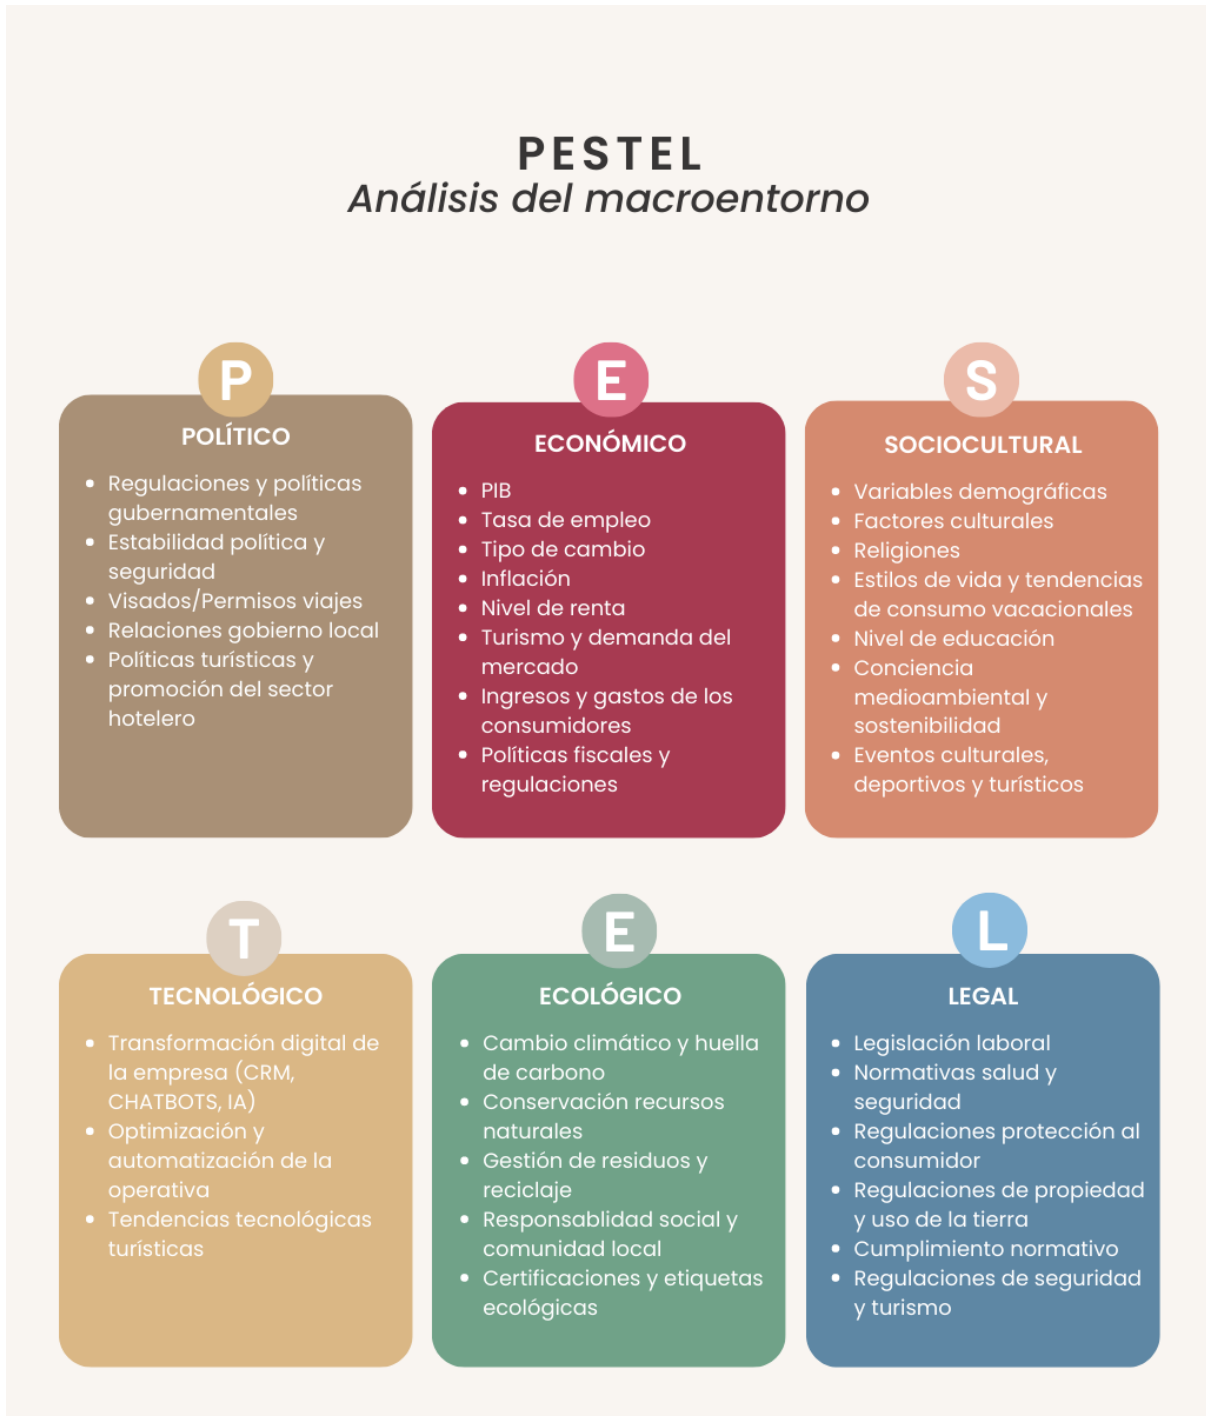 PESTEL
Análisis del macroentorno
P
POLÍTICO
• Regulaciones y políticas
gubernamentales
• Estabilidad política y
seguridad
• Visados/Permisos viajes
• Relaciones gobierno local
• Políticas turísticas y
promoción del sector
hotelero
E
ECONÓMICO
• PIB
• Tasa de empleo
• Tipo de cambio
• Inflación
• Nivel de renta
• Turismo y demanda del
mercado
• Ingresos y gastos de los
consumidores
• Políticas fiscales y
regulaciones
S
SOCIOCULTURAL
• Variables demográficas
• Factores culturales
• Religiones
• Estilos de vida y tendencias
de consumo vacacionales
• Nivel de educación
• Conciencia
medioambiental y
sostenibilidad
• Eventos culturales,
deportivos y turísticos
T
TECNOLÓGICO
• Transformación digital de
la empresa (CRM,
CHATBOTS, IA)
• Optimización y
automatización de la
operativa
• Tendencias tecnológicas
turísticas
E
ECOLÓGICO
• Cambio climático y huella
de carbono
• Conservación recursos
naturales
• Gestión de residuos y
reciclaje
• Responsablidad social y
comunidad local
• Certificaciones y etiquetas
ecológicas
L
LEGAL
• Legislación laboral
• Normativas salud y
seguridad
• Regulaciones protección al
consumidor
• Regulaciones de propiedad
y uso de la tierra
• Cumplimiento normativo
• Regulaciones de seguridad
y turismo